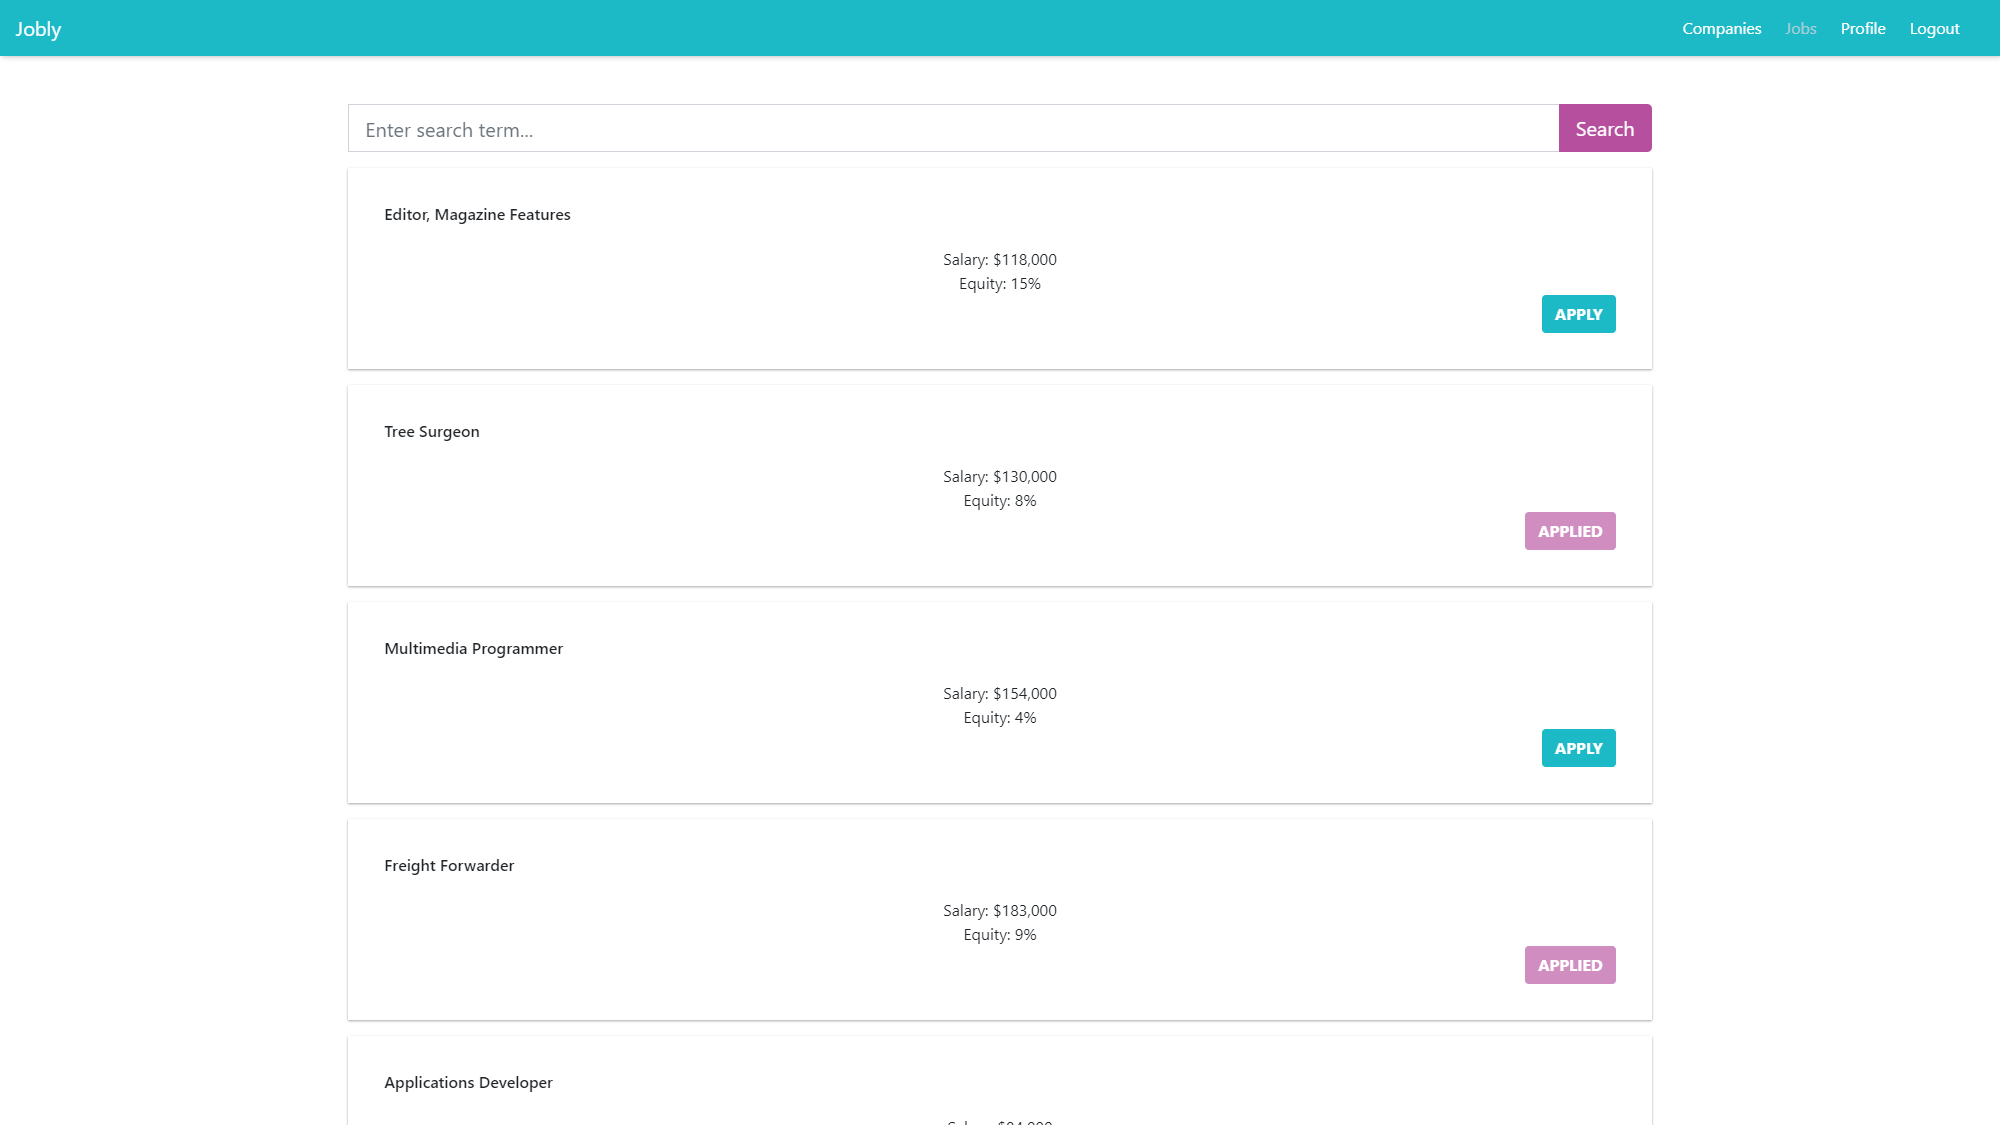 Jobly
Companies Jobs Profile Logout
Enter search term...
Search
Editor, Magazine Features
Salary: $118,000
Equity: 15%
APPLY
Tree Surgeon
Salary: $130,000
Equity: 8%
APPLIED
Multimedia Programmer
Salary: $154,000
Equity: 4%
APPLY
Freight Forwarder
Salary: $183,000
Equity: 9%
APPLIED
Applications Developer